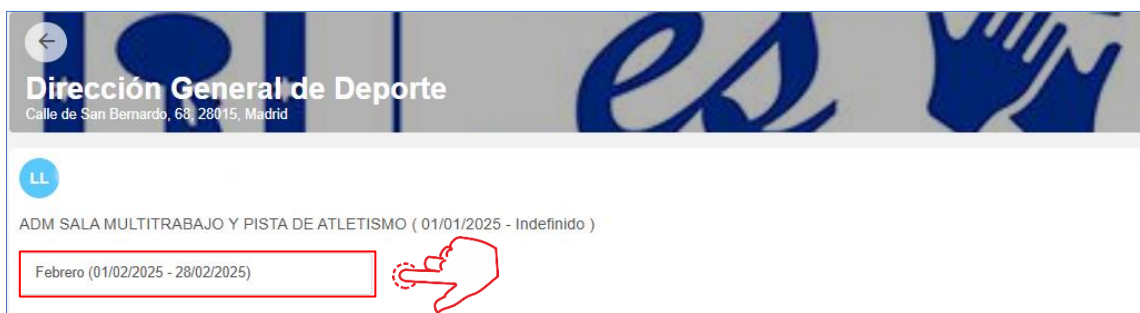 es
Dirección General de Deporte
Calle de San Bernardo, 68, 28015, Madrid
LL
ADM SALA MULTITRABAJO Y PISTA DE ATLETISMO ( 01/01/2025 - Indefinido )
Febrero (01/02/2025 - 28/02/2025)